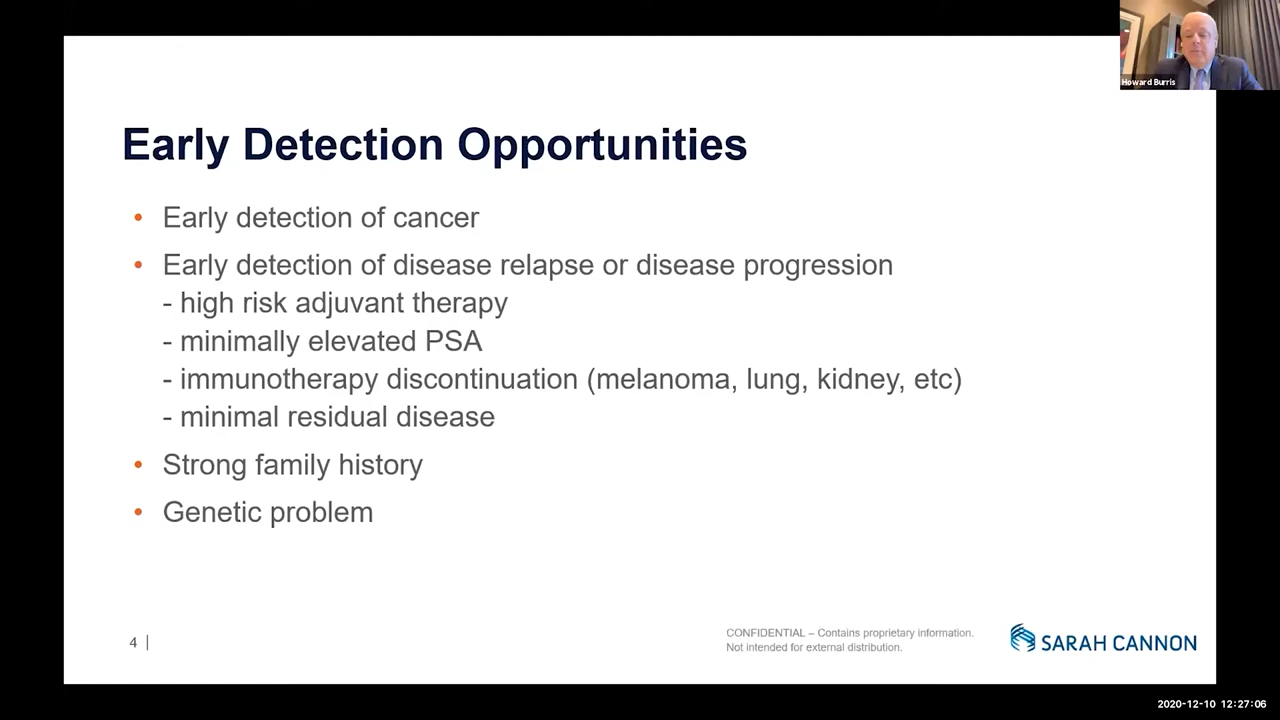 Howard Burris
Early Detection Opportunities
• Early detection of cancer
• Early detection of disease relapse or disease progression
- high risk adjuvant therapy
- minimally elevated PSA
- immunotherapy discontinuation (melanoma, lung, kidney, etc)
- minimal residual disease
• Strong family history
• Genetic problem
4 |
CONFIDENTIAL – Contains proprietary information.
Not intended for external distribution.
SARAH CANNON
2020-12-10 12:27:06